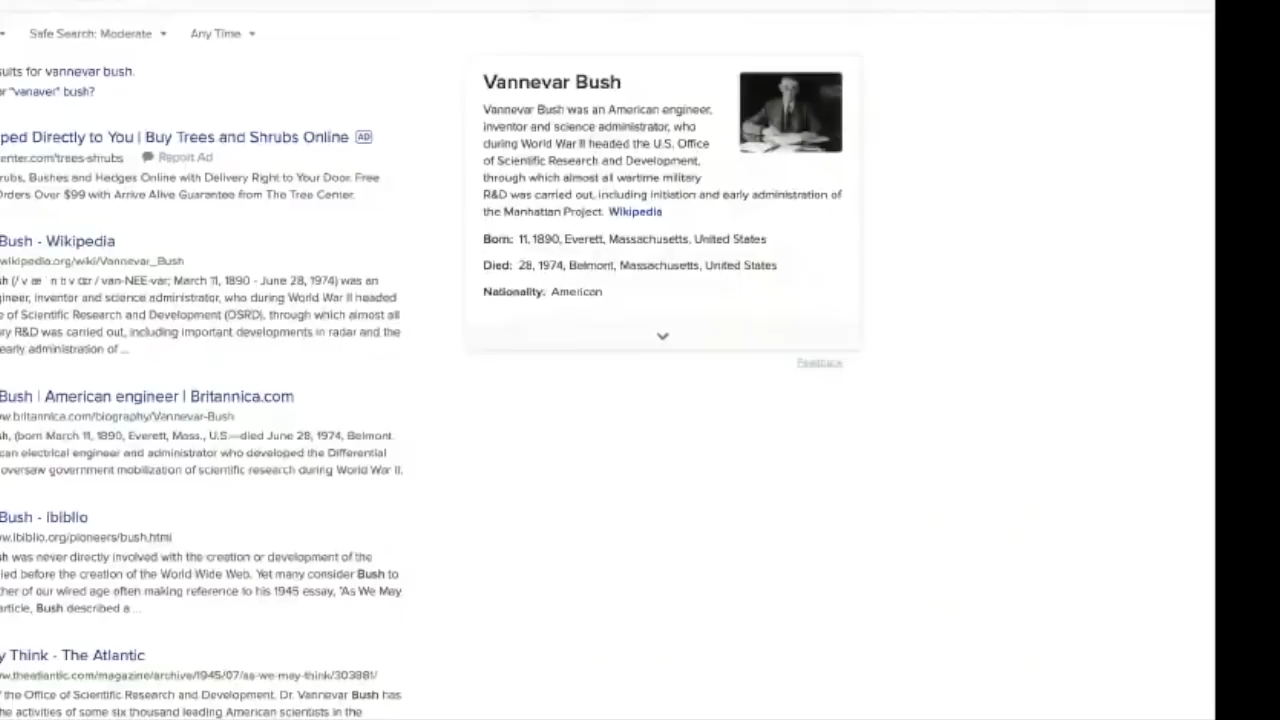 Safe Search: Moderate
Any Time
sults for vannevar bush.
or "vanaver" bush?
ped Directly to You | Buy Trees and Shrubs Online AD
enter.com/trees-shrubs Report Ad
rubs, Bushes and Hedges Online with Delivery Right to Your Door. Free
Orders Over $99 with Arrive Alive Guarantee from The Tree Center.
Bush - Wikipedia
wikipedia.org/wiki/Vannevar_Bush
van-NEE-var; March 11, 1890 - June 28, 1974) was an
gineer, inventor and science administrator, who during World War II headed
e of Scientific Research and Development (OSRD), through which almost all
ry R&D was carried out, including important developments in radar and the
early administration of ...
Bush | American engineer | Britannica.com
ww.britannica.com/biography/Vannevar-Bush
sh, (born March 11, 1890, Everett, Mass., U.S.—died June 28, 1974, Belmont
can electrical engineer and administrator who developed the Differential
oversaw government mobilization of scientific research during World War II.
Bush - Ibiblio
ww.ibiblio.org/pioneers/bush.html
sh was never directly involved with the creation or development of the
ied before the creation of the World Wide Web. Yet many consider Bush to
ther of our wired age often making reference to his 1945 essay, "As We May
article, Bush described a ...
y Think - The Atlantic
ww.theatlantic.com/magazine/archive/1945/07/as-we-may-think/303881/
f the Office of Scientific Research and Development, Dr. Vannevar Bush has
he activities of some six thousand leading American scientists in the
Vannevar Bush
Vannevar Bush was an American engineer,
inventor and science administrator, who
during World War II headed the U.S. Office
of Scientific Research and Development,
through which almost all wartime military
R&D was carried out, including initiation and early administration of
the Manhattan Project. Wikipedia
Born: 11, 1890, Everett, Massachusetts, United States
Died: 28, 1974, Belmont, Massachusetts, United States
Nationality: American
Feedback